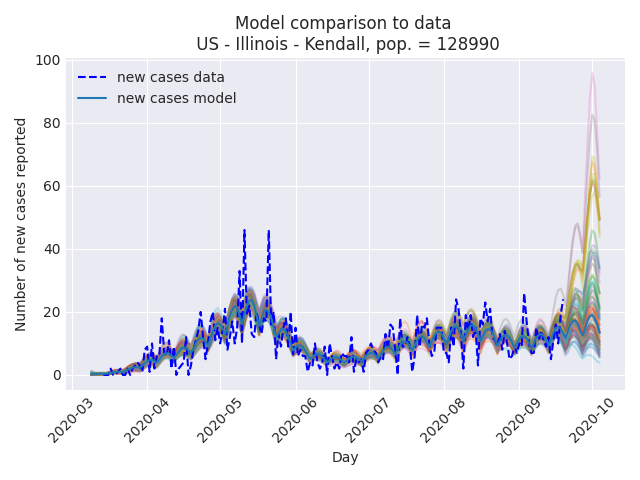 Model comparison to data
US - Illinois - Kendall, pop. = 128990
new cases data
new cases model
Number of new cases reported
100
80
60
40
20
0
2020-03
2020-04
2020-05
2020-06
2020-07
2020-08
2020-09
2020-10
Day